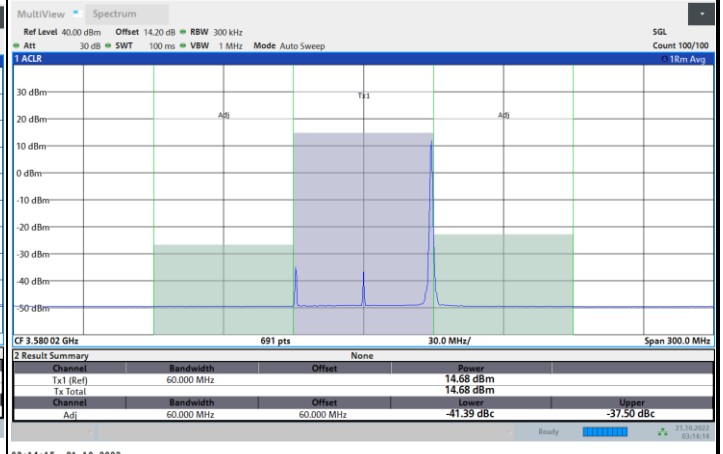 MultiView Spectrum
Ref Level 40.00 dBm Offset 14.20 dB RBW 300 kHz SGL
Att 30 dB SWT 100 ms VBW 1 MHz Mode Auto Sweep Count 100/100
1 ACLR 1Rm Avg
30 dBm
Tx1
20 dBm
Adj Adj
10 dBm
0 dBm
-10 dBm
-20 dBm
-30 dBm
-40 dBm
-50 dBm
CF 3.580 02 GHz 691 pts 30.0 MHz/ Span 300.0 MHz
2 Result Summary None
Channel Bandwidth Offset Power
Tx1 (Ref) 60.000 MHz 14.68 dBm
Tx Total 14.68 dBm
Channel Bandwidth Offset Lower Upper
Adj 60.000 MHz 60.000 MHz -41.39 dBc -37.50 dBc
Ready 21.10.2022
03:14:14